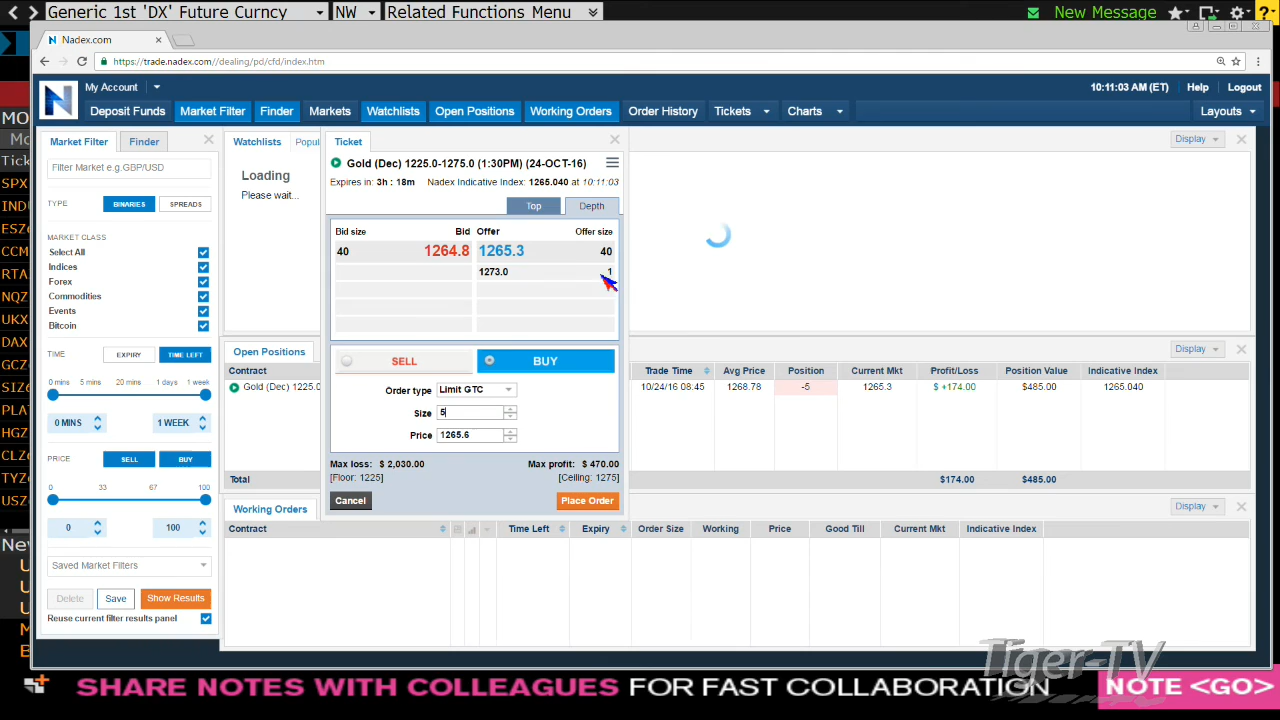 Generic 1st 'DX' Future Curncy NW Related Functions Menu New Message
Nadex.com
https://trade.nadex.com//dealing/pd/cfd/index.htm
My Account 10:11:03 AM (ET) Help Logout
Deposit Funds Market Filter Finder Markets Watchlists Open Positions Working Orders Order History Tickets Charts Layouts
Market Filter Finder
Filter Market e.g.GBP/USD
TYPE BINARIES SPREADS
MARKET CLASS
Select All
Indices
Forex
Commodities
Events
Bitcoin
TIME EXPIRY TIME LEFT
0 mins 5 mins 20 mins 1 days 1 week
0 MINS 1 WEEK
PRICE SELL BUY
0 33 67 100
0 100
Saved Market Filters
Delete Save Show Results
Reuse current filter results panel
Watchlists Popu
Loading
Please wait...
Display
Ticket
Gold (Dec) 1225.0-1275.0 (1:30PM) (24-OCT-16)
Expires in: 3h : 18m Nadex Indicative Index: 1265.040 at 10:11:03
Top Depth
Bid size Bid Offer Offer size
40 1264.8 1265.3 40
1273.0 1
SELL BUY
Order type Limit GTC
Size 5
Price 1265.6
Max loss: $ 2,030.00 Max profit: $ 470.00
[Floor: 1225] [Ceiling: 1275]
Cancel Place Order
Open Positions Display
Contract Trade Time Avg Price Position Current Mkt Profit/Loss Position Value Indicative Index
Gold (Dec) 1225.0 10/24/16 08:45 1268.78 -5 1265.3 $ +174.00 $485.00 1265.040
Total $174.00 $485.00
Working Orders Display
Contract Time Left Expiry Order Size Working Price Good Till Current Mkt Indicative Index
MO
Mo
Tick
SPX
INDU
ESZ
CCM
RTA
NQZ
UKX
DAX
GCZ
SIZ6
PLAT
HGZ
CLZ6
TYZ
USZ
Nev
U
U
U
M
B
Tiger-TV
SHARE NOTES WITH COLLEAGUES FOR FAST COLLABORATION NOTE <GO>